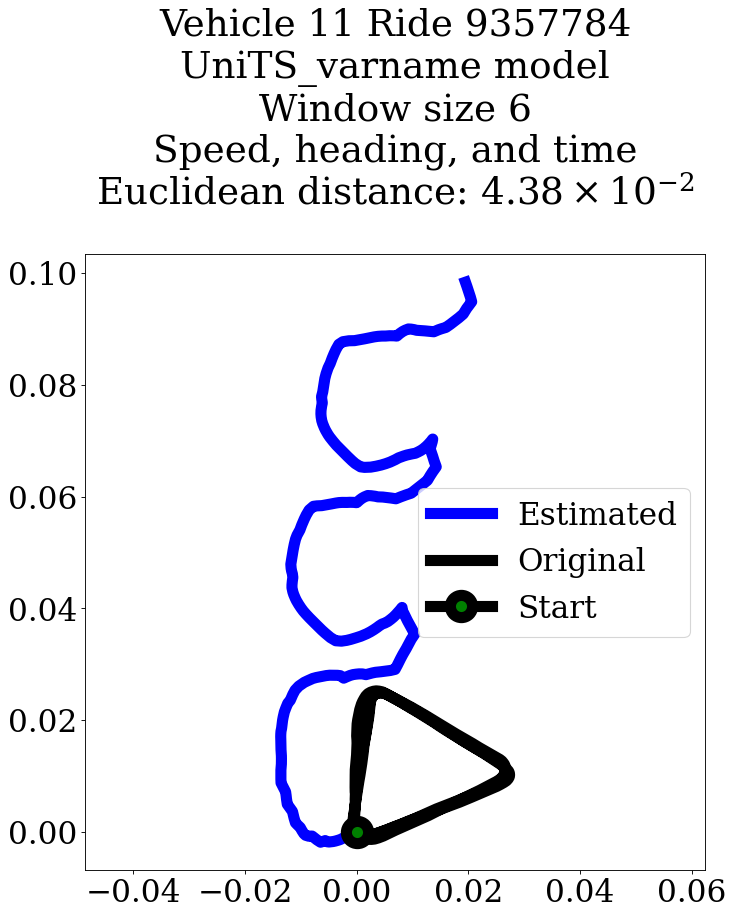 Vehicle 11 Ride 9357784
UniTS_varname model
Window size 6
Speed, heading, and time
Euclidean distance: 4.38 × 10⁻²
0.10
0.08
0.06
0.04
0.02
0.00
Estimated
Original
Start
−0.04 −0.02 0.00 0.02 0.04 0.06